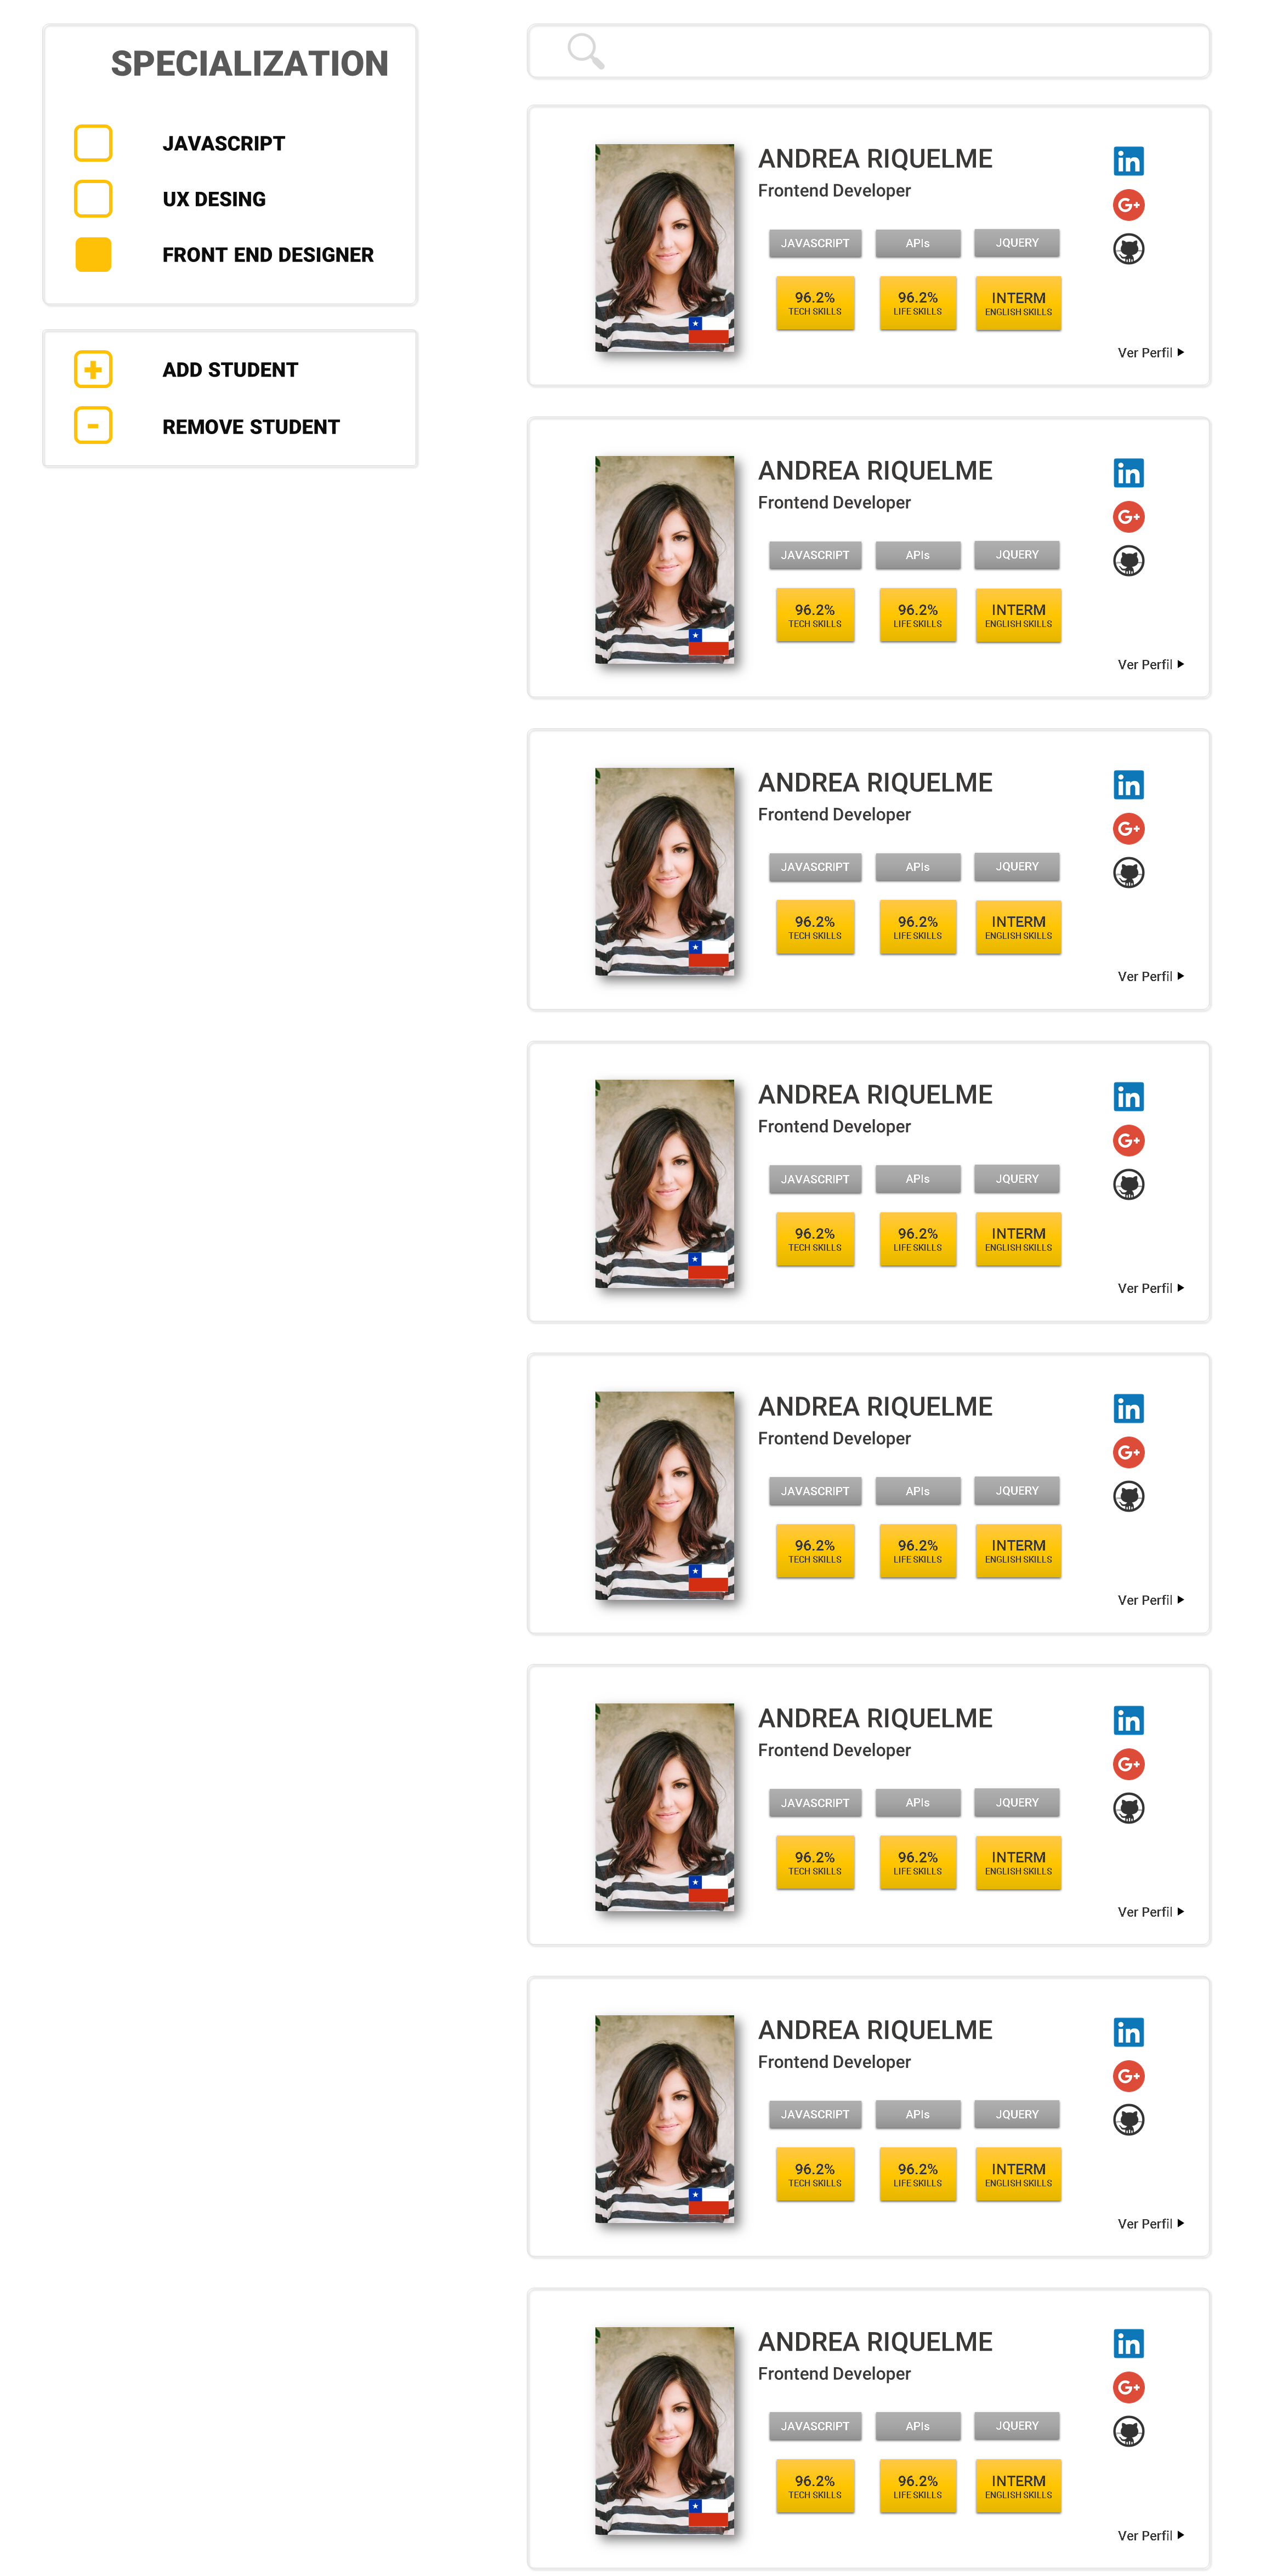 SPECIALIZATION
JAVASCRIPT
UX DESING
FRONT END DESIGNER
ADD STUDENT
REMOVE STUDENT
ANDREA RIQUELME
Frontend Developer
JAVASCRIPT APIs JQUERY
96.2% 96.2% INTERM
TECH SKILLS LIFE SKILLS ENGLISH SKILLS
Ver Perfil
ANDREA RIQUELME
Frontend Developer
JAVASCRIPT APIs JQUERY
96.2% 96.2% INTERM
TECH SKILLS LIFE SKILLS ENGLISH SKILLS
Ver Perfil
ANDREA RIQUELME
Frontend Developer
JAVASCRIPT APIs JQUERY
96.2% 96.2% INTERM
TECH SKILLS LIFE SKILLS ENGLISH SKILLS
Ver Perfil
ANDREA RIQUELME
Frontend Developer
JAVASCRIPT APIs JQUERY
96.2% 96.2% INTERM
TECH SKILLS LIFE SKILLS ENGLISH SKILLS
Ver Perfil
ANDREA RIQUELME
Frontend Developer
JAVASCRIPT APIs JQUERY
96.2% 96.2% INTERM
TECH SKILLS LIFE SKILLS ENGLISH SKILLS
Ver Perfil
ANDREA RIQUELME
Frontend Developer
JAVASCRIPT APIs JQUERY
96.2% 96.2% INTERM
TECH SKILLS LIFE SKILLS ENGLISH SKILLS
Ver Perfil
ANDREA RIQUELME
Frontend Developer
JAVASCRIPT APIs JQUERY
96.2% 96.2% INTERM
TECH SKILLS LIFE SKILLS ENGLISH SKILLS
Ver Perfil
ANDREA RIQUELME
Frontend Developer
JAVASCRIPT APIs JQUERY
96.2% 96.2% INTERM
TECH SKILLS LIFE SKILLS ENGLISH SKILLS
Ver Perfil